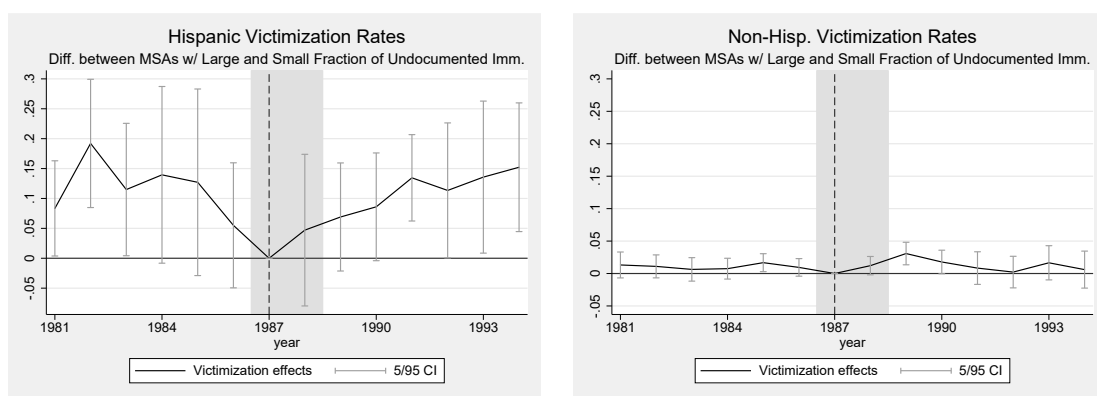 Hispanic Victimization Rates
Diff. between MSAs w/ Large and Small Fraction of Undocumented Imm.
.3
.25
.2
.15
.1
.05
0
-.05
1981 1984 1987 1990 1993
year
Victimization effects 5/95 CI
Non-Hisp. Victimization Rates
Diff. between MSAs w/ Large and Small Fraction of Undocumented Imm.
.3
.25
.2
.15
.1
.05
0
-.05
1981 1984 1987 1990 1993
year
Victimization effects 5/95 CI